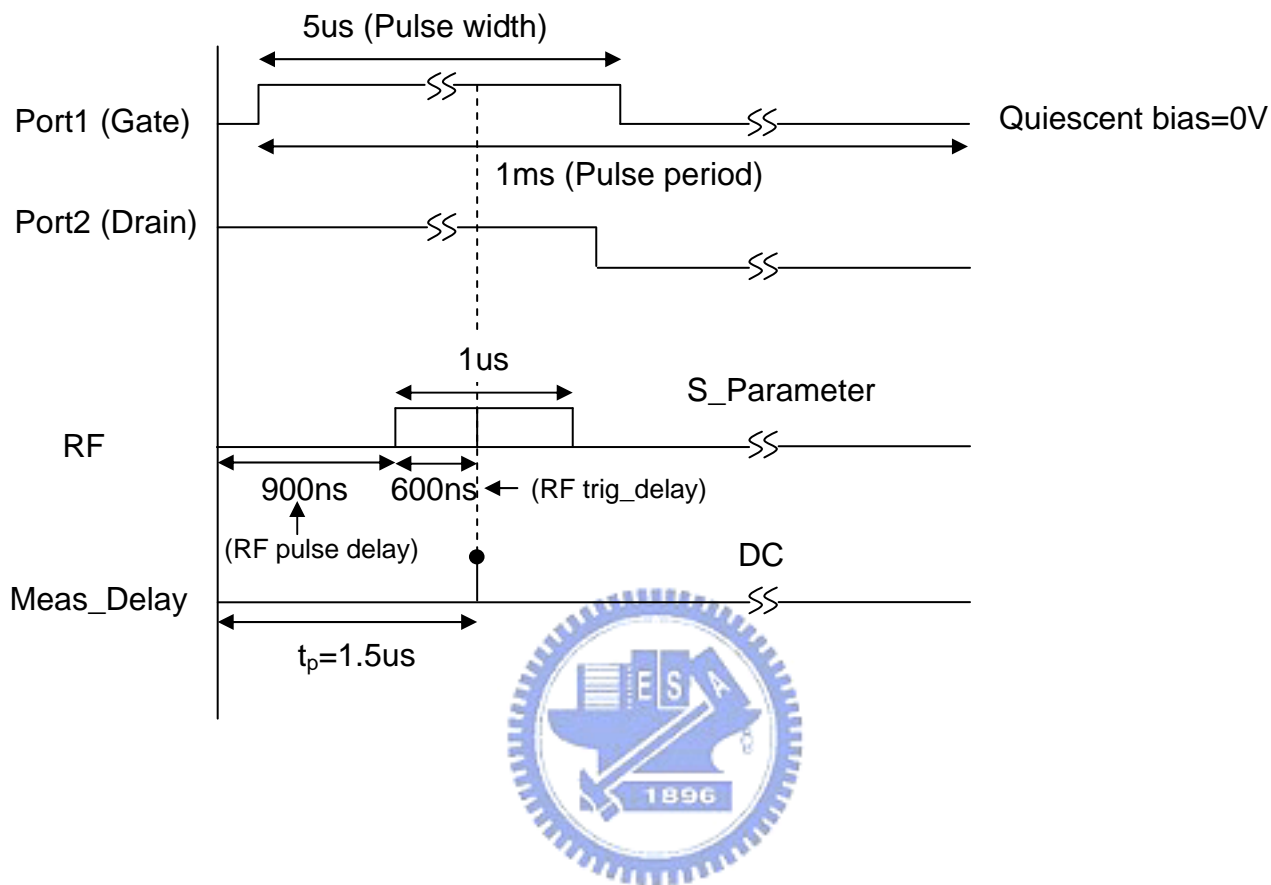 5us (Pulse width)
Port1 (Gate)
Quiescent bias=0V
1ms (Pulse period)
Port2 (Drain)
1us
S_Parameter
RF
900ns
600ns
(RF trig_delay)
(RF pulse delay)
DC
Meas_Delay
tp=1.5us
E S A
1896